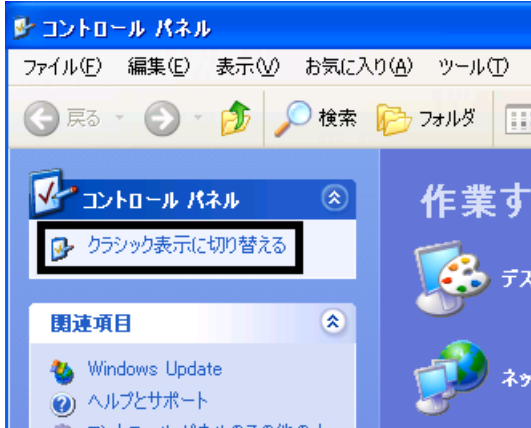 コントロール パネル
ファイル(F) 編集(E) 表示(V) お気に入り(A) ツール(T)
戻る 検索 フォルダ
コントロール パネル
クラシック表示に切り替える
関連項目
Windows Update
ヘルプとサポート
作業す
デス
ネッ